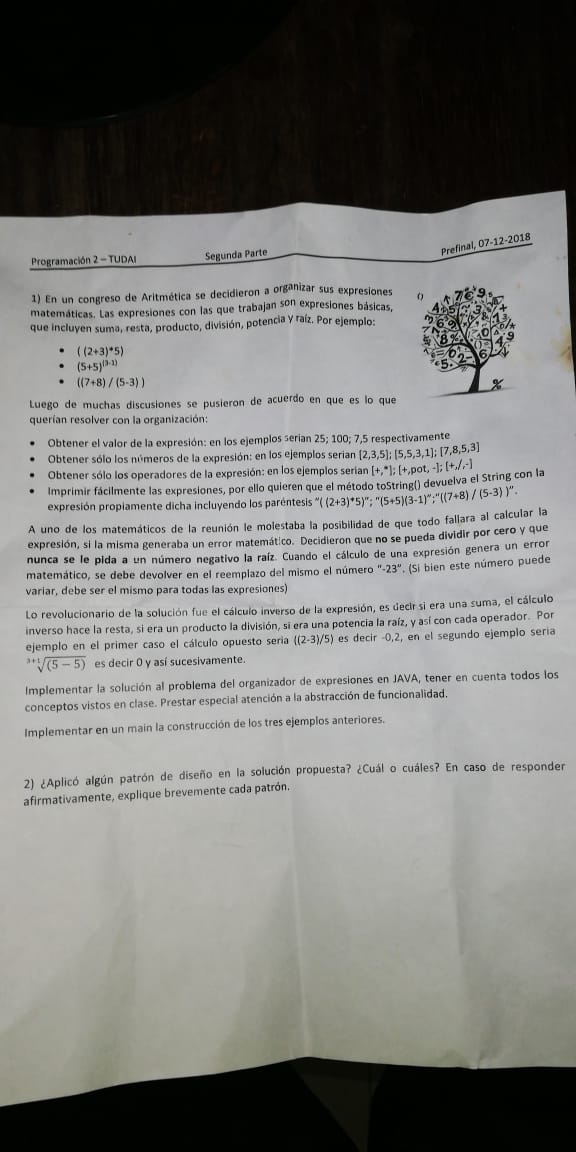 Programación 2 – TUDAI Segunda Parte Prefinal, 07-12-2018
1) En un congreso de Aritmética se decidieron a organizar sus expresiones
matemáticas. Las expresiones con las que trabajan son expresiones básicas,
que incluyen suma, resta, producto, división, potencia y raíz. Por ejemplo:
• ( (2+3)*5)
• (5+5)^(3-1)
• ((7+8) / (5-3) )
Luego de muchas discusiones se pusieron de acuerdo en que es lo que
querían resolver con la organización:
• Obtener el valor de la expresión: en los ejemplos serian 25; 100; 7,5 respectivamente
• Obtener sólo los números de la expresión: en los ejemplos serian [2,3,5]; [5,5,3,1]; [7,8,5,3]
• Obtener sólo los operadores de la expresión: en los ejemplos serian [+,*]; [+,pot, -]; [+,/,-]
• Imprimir fácilmente las expresiones, por ello quieren que el método toString() devuelva el String con la
expresión propiamente dicha incluyendo los paréntesis “( (2+3)*5)”; “(5+5)(3-1)”;“((7+8) / (5-3) )”.
A uno de los matemáticos de la reunión le molestaba la posibilidad de que todo fallara al calcular la
expresión, si la misma generaba un error matemático. Decidieron que no se pueda dividir por cero y que
nunca se le pida a un número negativo la raíz. Cuando el cálculo de una expresión genera un error
matemático, se debe devolver en el reemplazo del mismo el número “-23”. (Si bien este número puede
variar, debe ser el mismo para todas las expresiones)
Lo revolucionario de la solución fue el cálculo inverso de la expresión, es decir si era una suma, el cálculo
inverso hace la resta, si era un producto la división, si era una potencia la raíz, y así con cada operador. Por
ejemplo en el primer caso el cálculo opuesto seria ((2-3)/5) es decir -0,2, en el segundo ejemplo seria
³⁺¹√(5 − 5) es decir 0 y así sucesivamente.
Implementar la solución al problema del organizador de expresiones en JAVA, tener en cuenta todos los
conceptos vistos en clase. Prestar especial atención a la abstracción de funcionalidad.
Implementar en un main la construcción de los tres ejemplos anteriores.
2) ¿Aplicó algún patrón de diseño en la solución propuesta? ¿Cuál o cuáles? En caso de responder
afirmativamente, explique brevemente cada patrón.